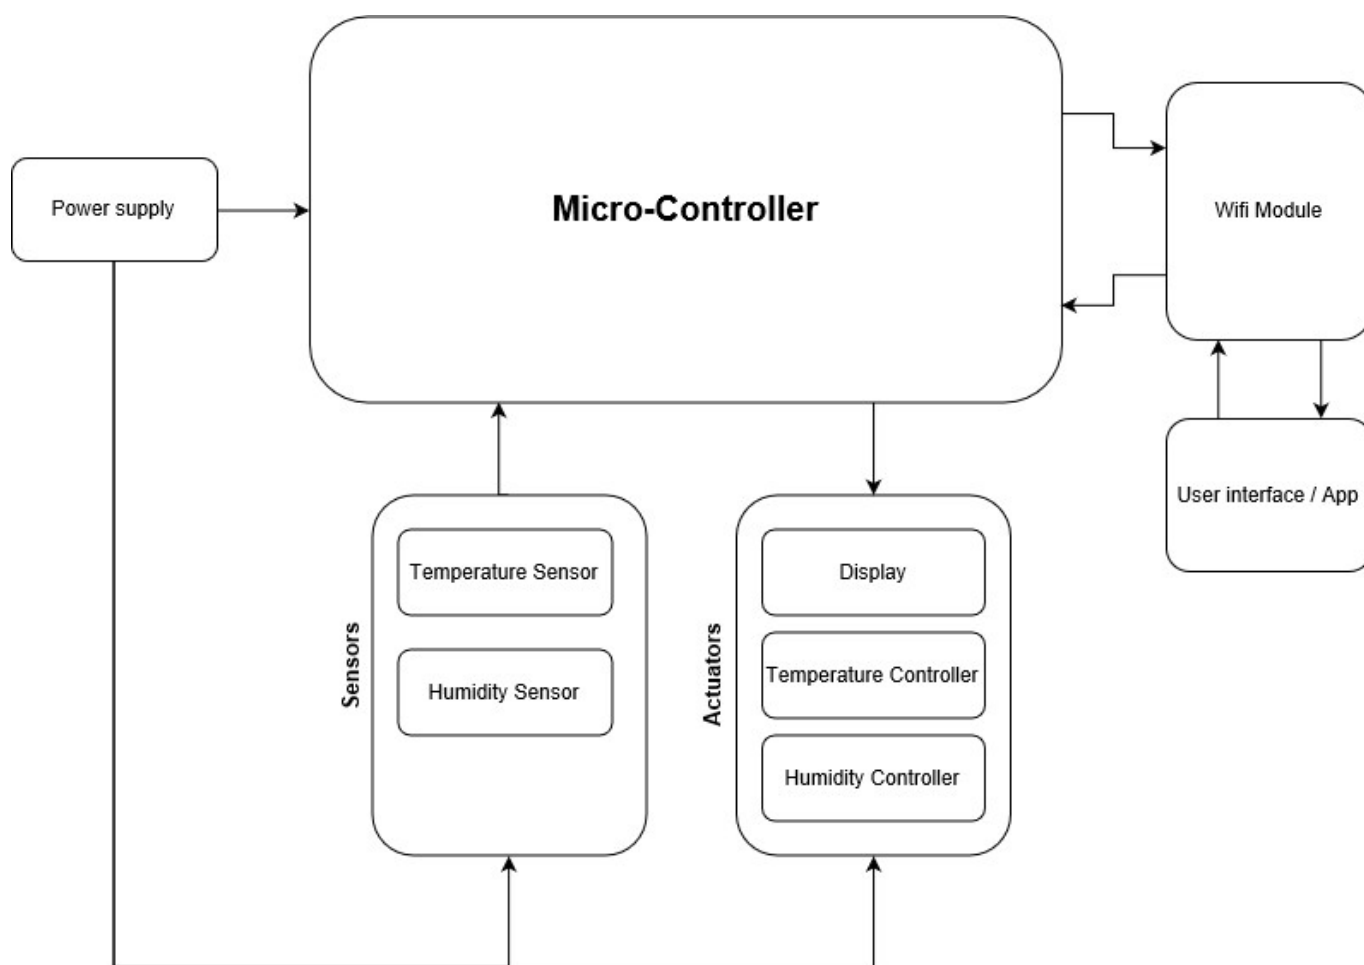 Micro-Controller
Power supply
Wifi Module
User interface / App
Sensors
Temperature Sensor
Humidity Sensor
Actuators
Display
Temperature Controller
Humidity Controller